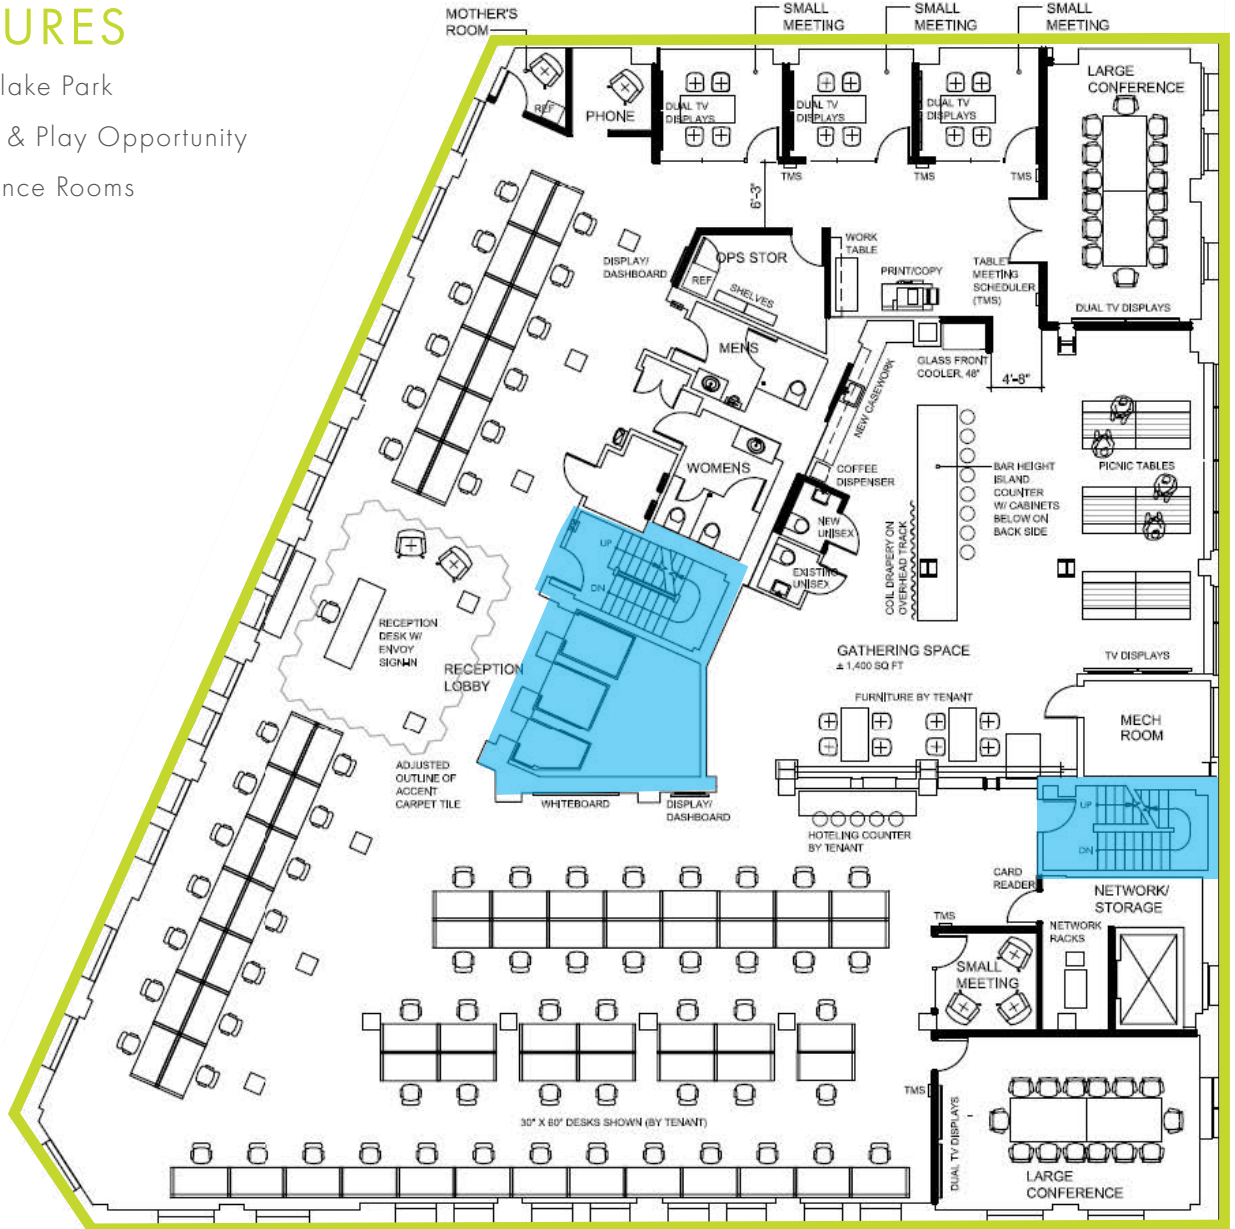 URES
lake Park
& Play Opportunity
nce Rooms
MOTHER'S
ROOM
SMALL
MEETING
SMALL
MEETING
SMALL
MEETING
REF
PHONE
DUAL TV
DISPLAYS
DUAL TV
DISPLAYS
DUAL TV
DISPLAYS
LARGE
CONFERENCE
TMS
TMS
TMS
6'-3"
DISPLAY/
DASHBOARD
OPS STOR
REF
SHELVES
WORK
TABLE
PRINT/COPY
TABLET
MEETING
SCHEDULER
(TMS)
DUAL TV DISPLAYS
MENS
GLASS FRONT
COOLER, 48"
4'-8"
NEW CASEWORK
WOMENS
COFFEE
DISPENSER
BAR HEIGHT
ISLAND
COUNTER
W/ CABINETS
BELOW ON
BACK SIDE
PICNIC TABLES
NEW
UNISEX
EXISTING
UNISEX
COIL DRAPERY ON
OVERHEAD TRACK
UP
DN
RECEPTION
DESK W/
ENVOY
SIGN-IN
RECEPTION
LOBBY
GATHERING SPACE
± 1,400 SQ FT
TV DISPLAYS
FURNITURE BY TENANT
MECH
ROOM
ADJUSTED
OUTLINE OF
ACCENT
CARPET TILE
WHITEBOARD
DISPLAY/
DASHBOARD
HOTELING COUNTER
BY TENANT
UP
DN
CARD
READER
NETWORK/
STORAGE
TMS
NETWORK
RACKS
SMALL
MEETING
TMS
30" X 60" DESKS SHOWN (BY TENANT)
DUAL TV DISPLAYS
LARGE
CONFERENCE